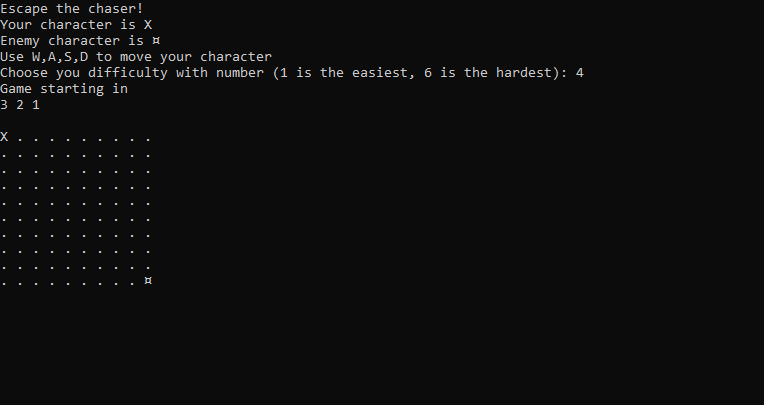 Escape the chaser!
Your character is X
Enemy character is ¤
Use W,A,S,D to move your character
Choose you difficulty with number (1 is the easiest, 6 is the hardest): 4
Game starting in
3 2 1
X . . . . . . . . .
. . . . . . . . . .
. . . . . . . . . .
. . . . . . . . . .
. . . . . . . . . .
. . . . . . . . . .
. . . . . . . . . .
. . . . . . . . . .
. . . . . . . . . .
. . . . . . . . . ¤